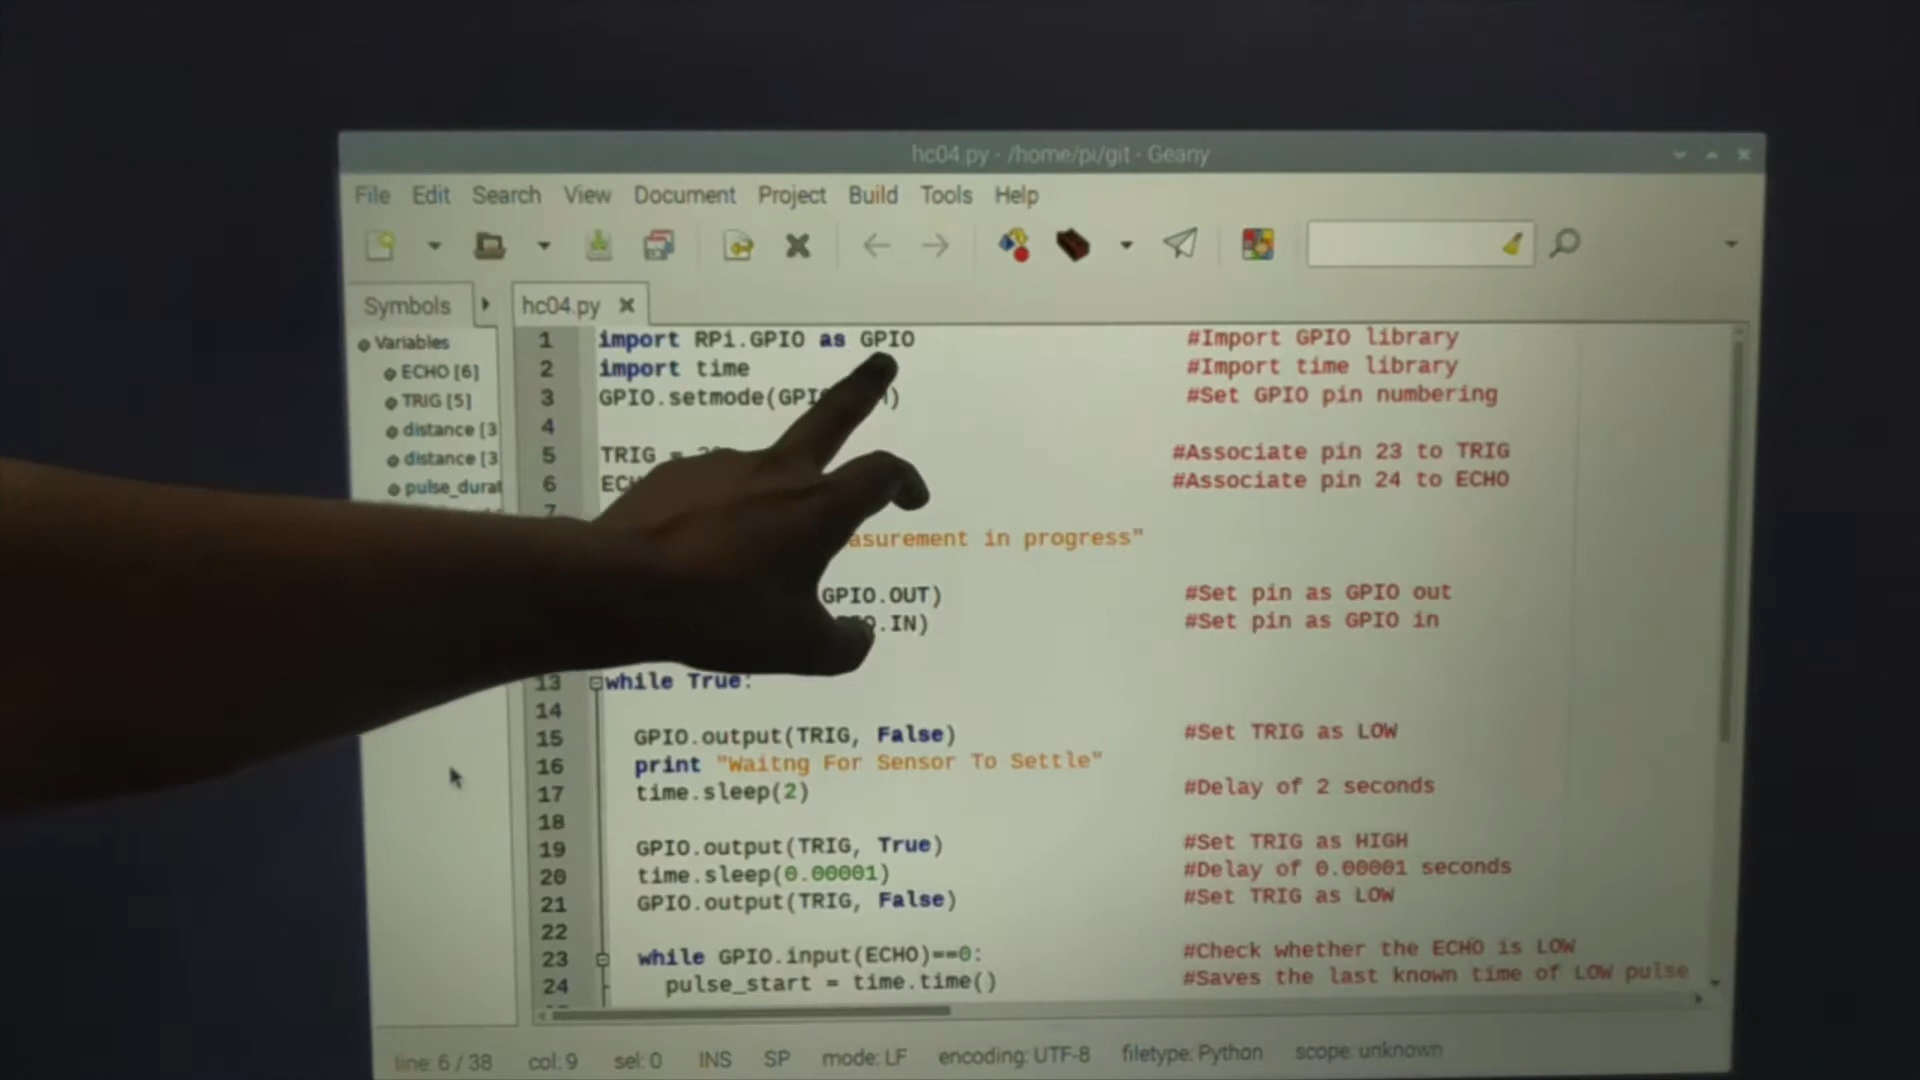 hc04.py - /home/pi/git - Geany
File Edit Search View Document Project Build Tools Help
Symbols hc04.py
Variables
ECHO [6]
TRIG [5]
distance [3
distance [3
pulse_durat
1 import RPi.GPIO as GPIO #Import GPIO library
2 import time #Import time library
3 GPIO.setmode( ) #Set GPIO pin numbering
4
5 TRIG = #Associate pin 23 to TRIG
6 #Associate pin 24 to ECHO
7
asurement in progress"
GPIO.OUT) #Set pin as GPIO out
.IN) #Set pin as GPIO in
13 while True:
14
15 GPIO.output(TRIG, False) #Set TRIG as LOW
16 print "Waitng For Sensor To Settle"
17 time.sleep(2) #Delay of 2 seconds
18
19 GPIO.output(TRIG, True) #Set TRIG as HIGH
20 time.sleep(0.00001) #Delay of 0.00001 seconds
21 GPIO.output(TRIG, False) #Set TRIG as LOW
22
23 while GPIO.input(ECHO)==0: #Check whether the ECHO is LOW
24 pulse_start = time.time() #Saves the last known time of LOW pulse
line: 6 / 38 col: 9 sel: 0 INS SP mode: LF encoding: UTF-8 filetype: Python scope: unknown